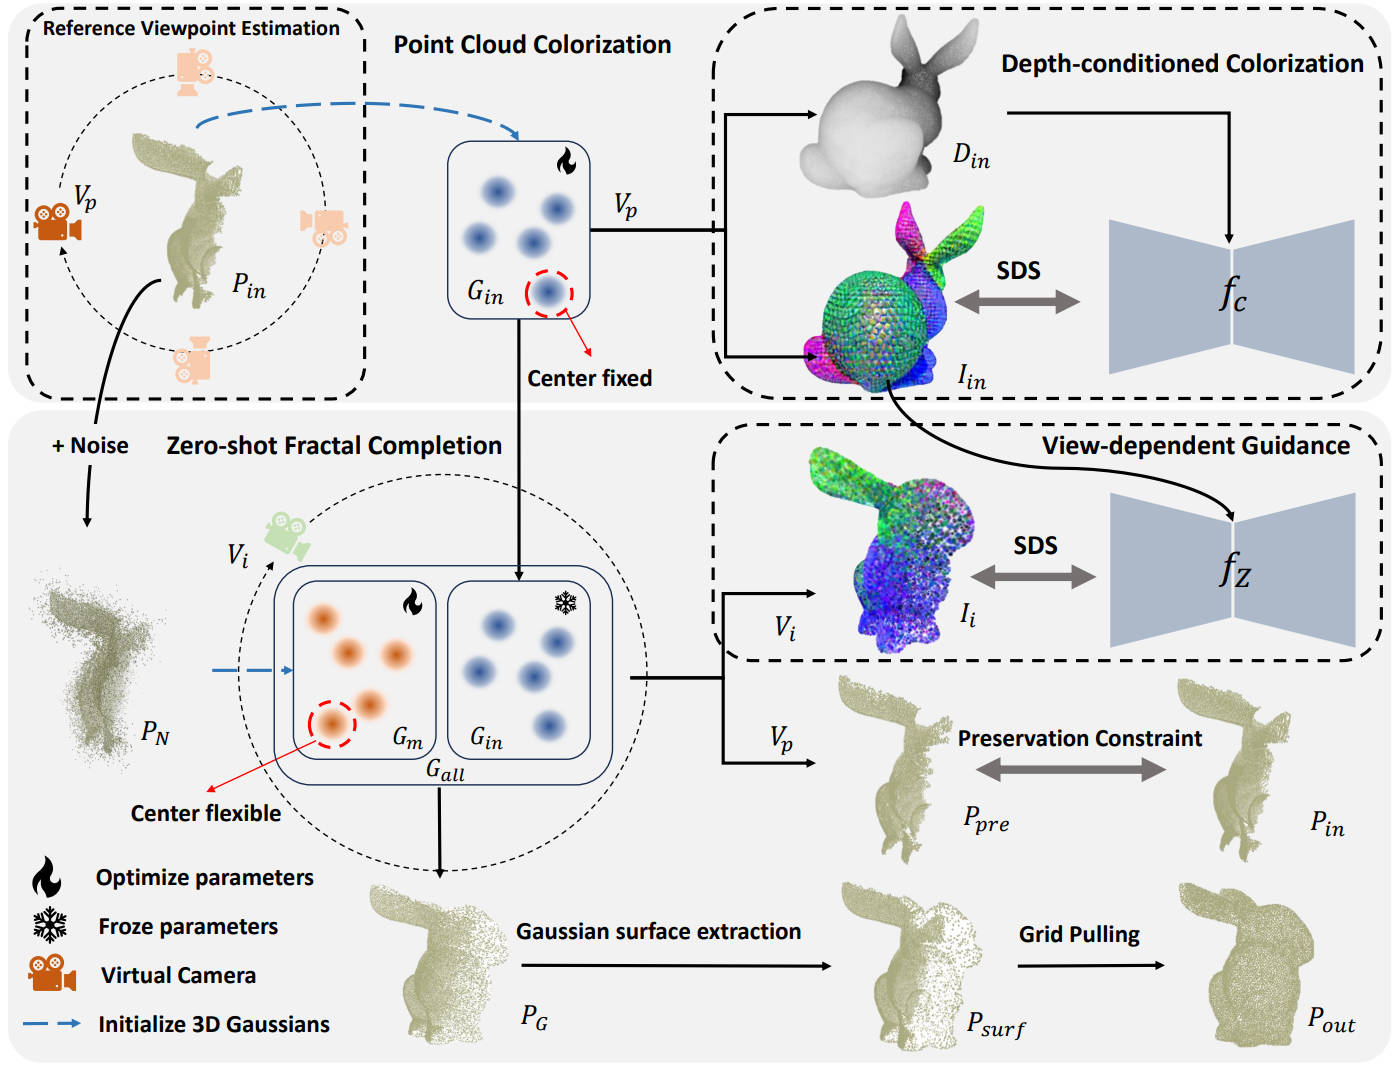 Reference Viewpoint Estimation
Point Cloud Colorization
Depth-conditioned Colorization
V_p
P_in
G_in
Center fixed
V_p
D_in
I_in
SDS
f_c
+ Noise
Zero-shot Fractal Completion
View-dependent Guidance
V_i
P_N
G_m
G_in
G_all
Center flexible
V_i
I_i
SDS
f_Z
V_p
P_pre
Preservation Constraint
P_in
Optimize parameters
Froze parameters
Virtual Camera
Initialize 3D Gaussians
P_G
Gaussian surface extraction
P_surf
Grid Pulling
P_out